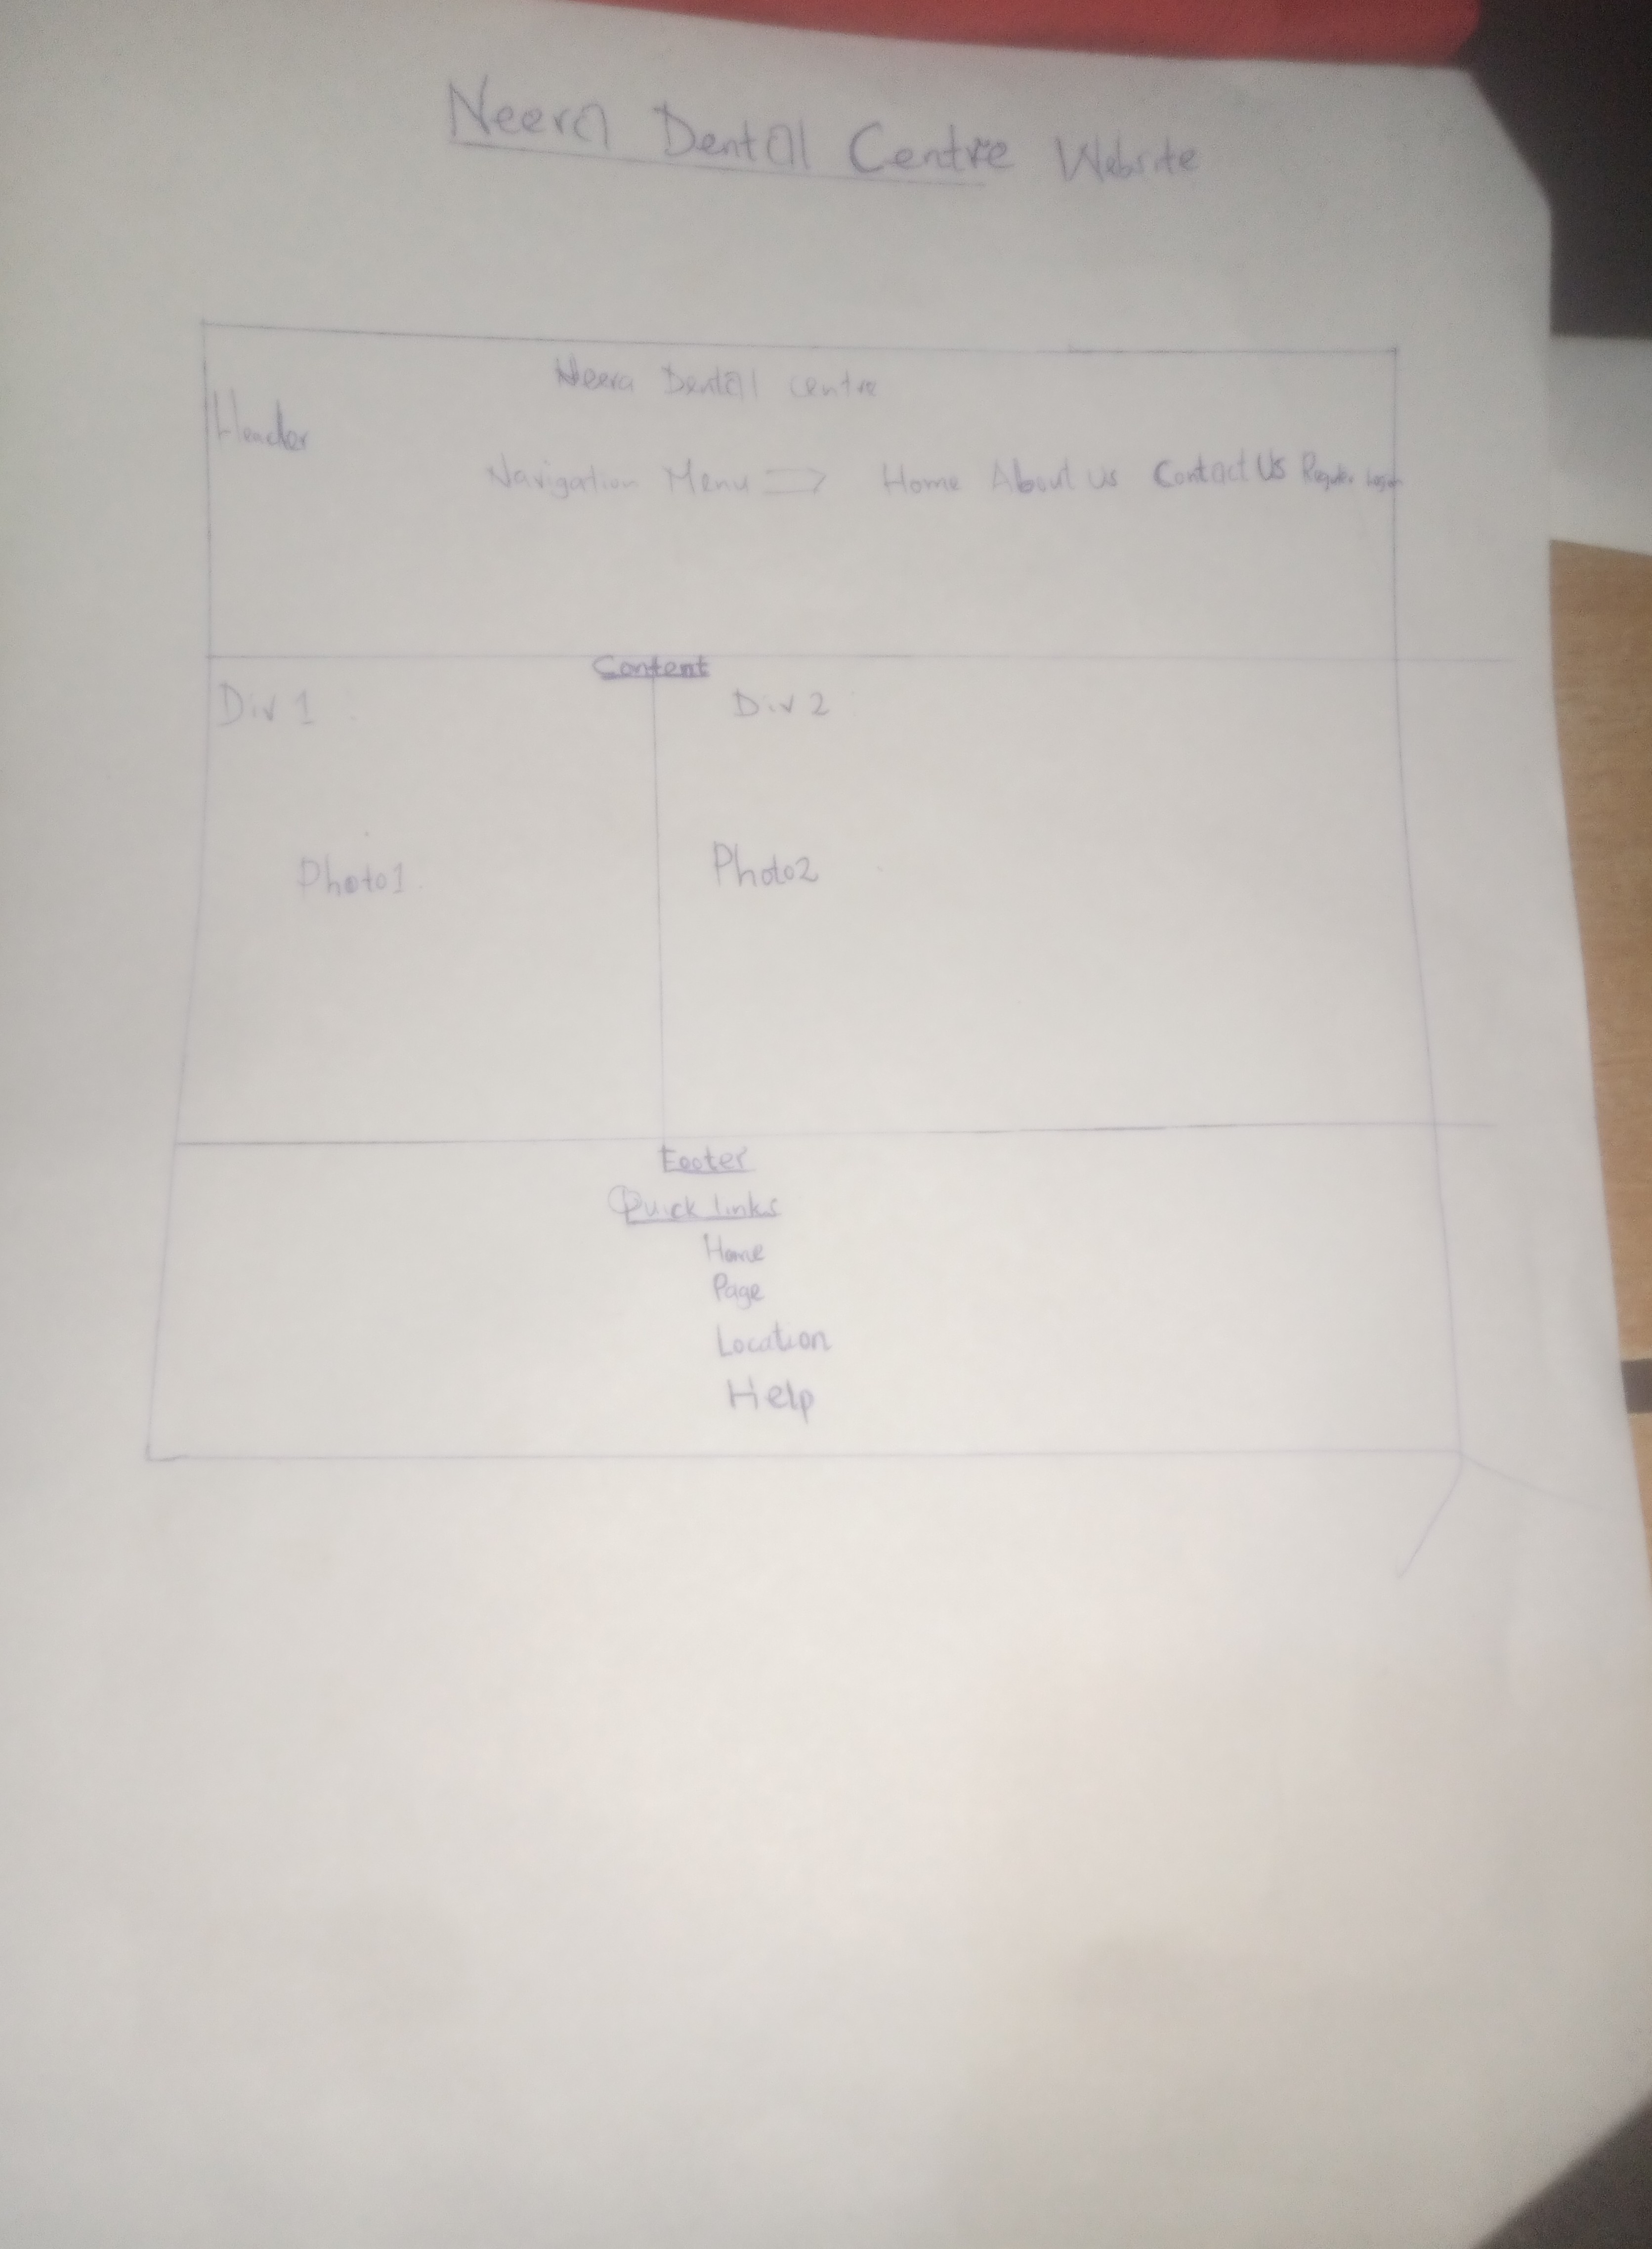 Neera Dental Centre Website
Neera Dental centre
Header
Navigation Menu ⇒ Home About us Contact Us Login
Content
Div 1 Div 2
Photo1 Photo2
Footer
Quick links
Home
Page
Location
Help